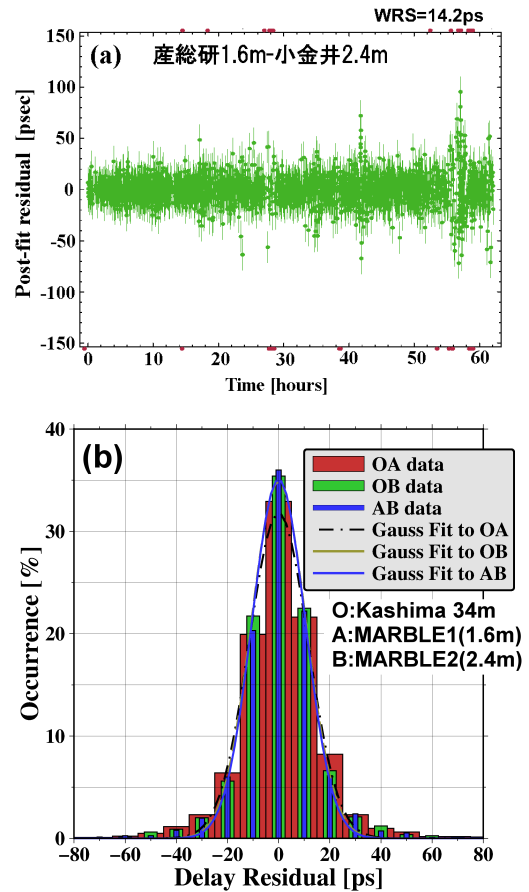 WRS=14.2ps
(a) 産総研1.6m-小金井2.4m
150
100
50
0
-50
-100
-150
Post-fit residual [psec]
0 10 20 30 40 50 60
Time [hours]
(b)
40
30
20
10
0
Occurrence [%]
OA data
OB data
AB data
Gauss Fit to OA
Gauss Fit to OB
Gauss Fit to AB
O:Kashima 34m
A:MARBLE1(1.6m)
B:MARBLE2(2.4m)
−80 −60 −40 −20 0 20 40 60 80
Delay Residual [ps]